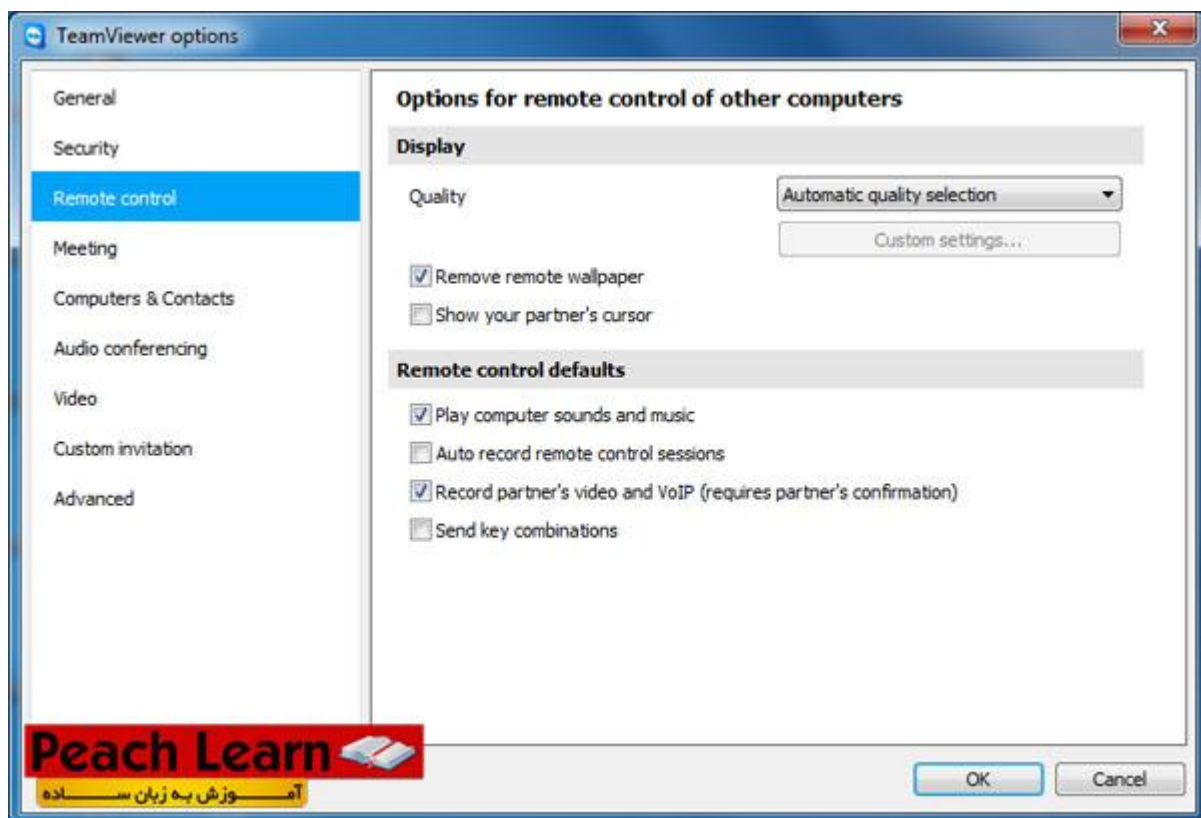 TeamViewer options
General
Security
Remote control
Meeting
Computers & Contacts
Audio conferencing
Video
Custom invitation
Advanced
Options for remote control of other computers
Display
Quality
Automatic quality selection
Custom settings...
Remove remote wallpaper
Show your partner's cursor
Remote control defaults
Play computer sounds and music
Auto record remote control sessions
Record partner's video and VoIP (requires partner's confirmation)
Send key combinations
Peach Learn
آمـــوزش به زبان ســـاده
OK
Cancel